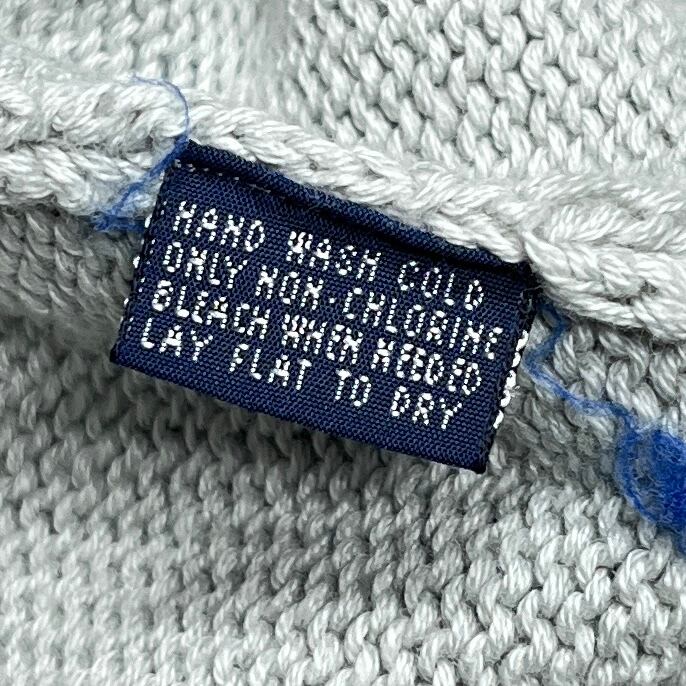 HAND WASH COLD
ONLY NON-CHLORINE
BLEACH WHEN NEEDED
LAY FLAT TO DRY